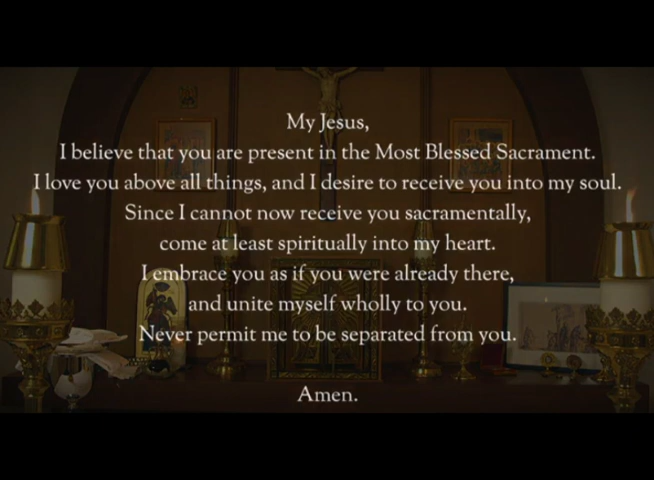 My Jesus,
I believe that you are present in the Most Blessed Sacrament.
I love you above all things, and I desire to receive you into my soul.
Since I cannot now receive you sacramentally,
come at least spiritually into my heart.
I embrace you as if you were already there,
and unite myself wholly to you.
Never permit me to be separated from you.
Amen.